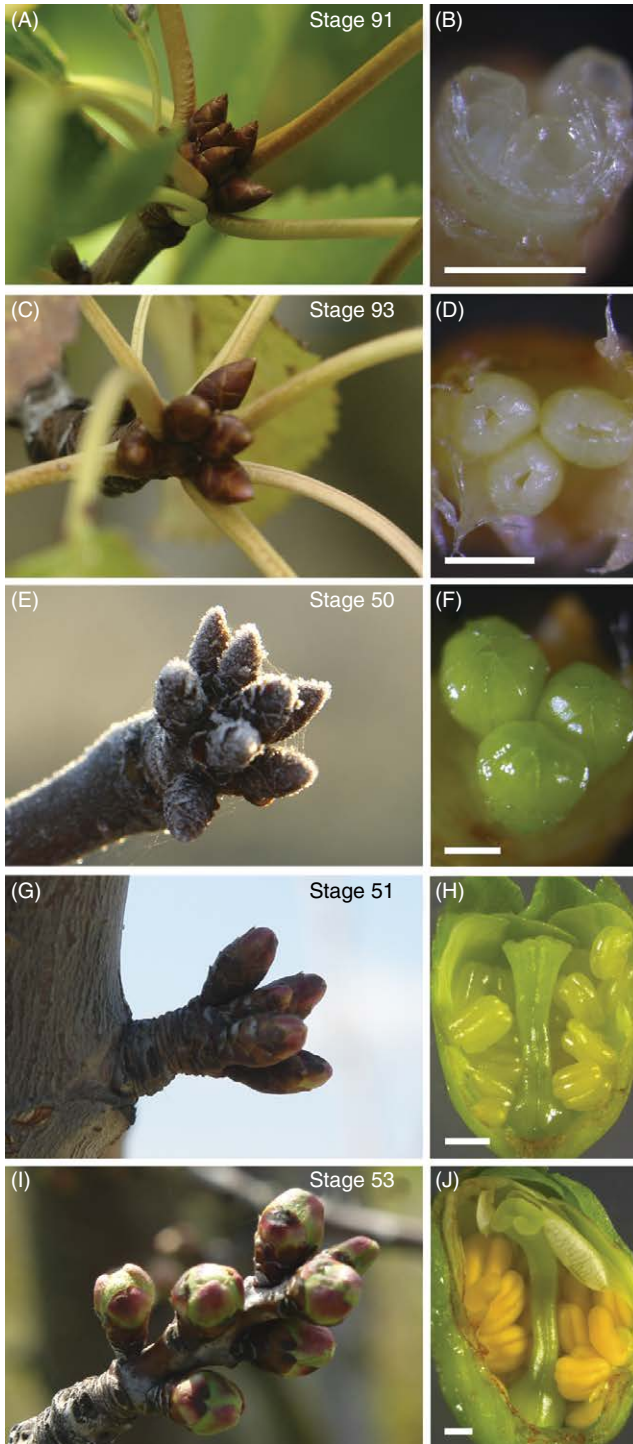 (A) Stage 91 (B)
(C) Stage 93 (D)
(E) Stage 50 (F)
(G) Stage 51 (H)
(I) Stage 53 (J)